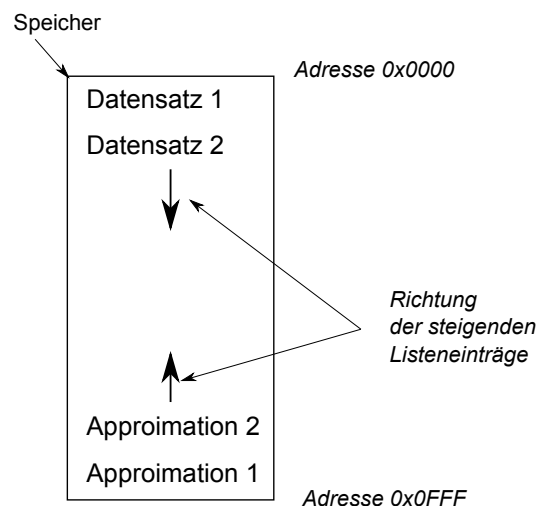 Speicher
Adresse 0x0000
Datensatz 1
Datensatz 2
Richtung
der steigenden
Listeneinträge
Approimation 2
Approimation 1
Adresse 0x0FFF